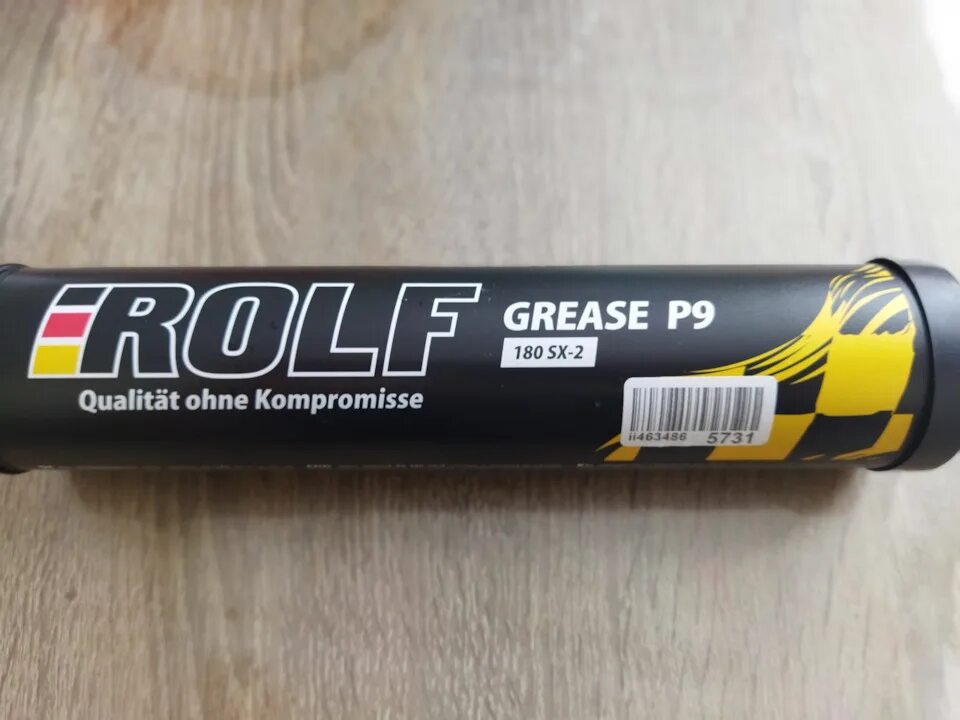 ROLF
Qualität ohne Kompromisse
GREASE P9
180 SX-2
ii463486 5731